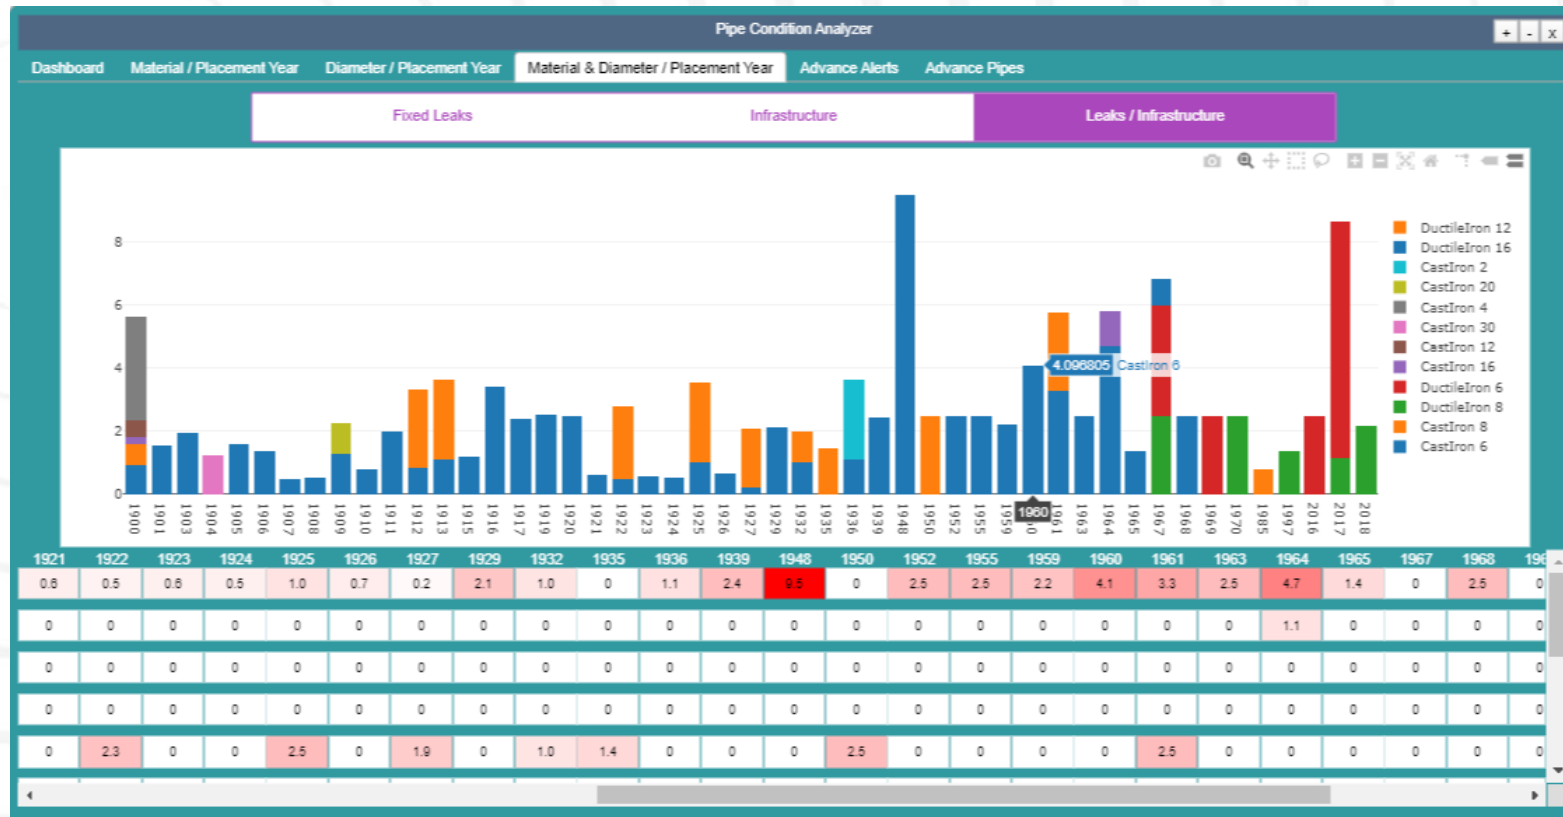 Pipe Condition Analyzer
+ - x
Dashboard Material / Placement Year Diameter / Placement Year Material & Diameter / Placement Year Advance Alerts Advance Pipes
Fixed Leaks Infrastructure Leaks / Infrastructure
8
6
4
2
0
DuctileIron 12
DuctileIron 16
CastIron 2
CastIron 20
CastIron 4
CastIron 30
CastIron 12
CastIron 16
DuctileIron 6
DuctileIron 8
CastIron 8
CastIron 6
4.096805 CastIron 6
1900 1901 1903 1904 1905 1906 1907 1908 1909 1910 1911 1912 1913 1915 1916 1917 1919 1920 1921 1922 1923 1924 1925 1926 1927 1929 1932 1935 1936 1939 1948 1950 1952 1955 1959 1960 1961 1963 1964 1965 1967 1968 1969 1970 1985 1997 2016 2017 2018
1921 1922 1923 1924 1925 1926 1927 1929 1932 1935 1936 1939 1948 1950 1952 1955 1959 1960 1961 1963 1964 1965 1967 1968
0.6 0.5 0.6 0.5 1.0 0.7 0.2 2.1 1.0 0 1.1 2.4 9.5 0 2.5 2.5 2.2 4.1 3.3 2.5 4.7 1.4 0 2.5 0
0 0 0 0 0 0 0 0 0 0 0 0 0 0 0 0 0 0 0 0 1.1 0 0 0 0
0 0 0 0 0 0 0 0 0 0 0 0 0 0 0 0 0 0 0 0 0 0 0 0 0
0 0 0 0 0 0 0 0 0 0 0 0 0 0 0 0 0 0 0 0 0 0 0 0 0
0 2.3 0 0 2.5 0 1.9 0 1.0 1.4 0 0 0 2.5 0 0 0 0 2.5 0 0 0 0 0 0